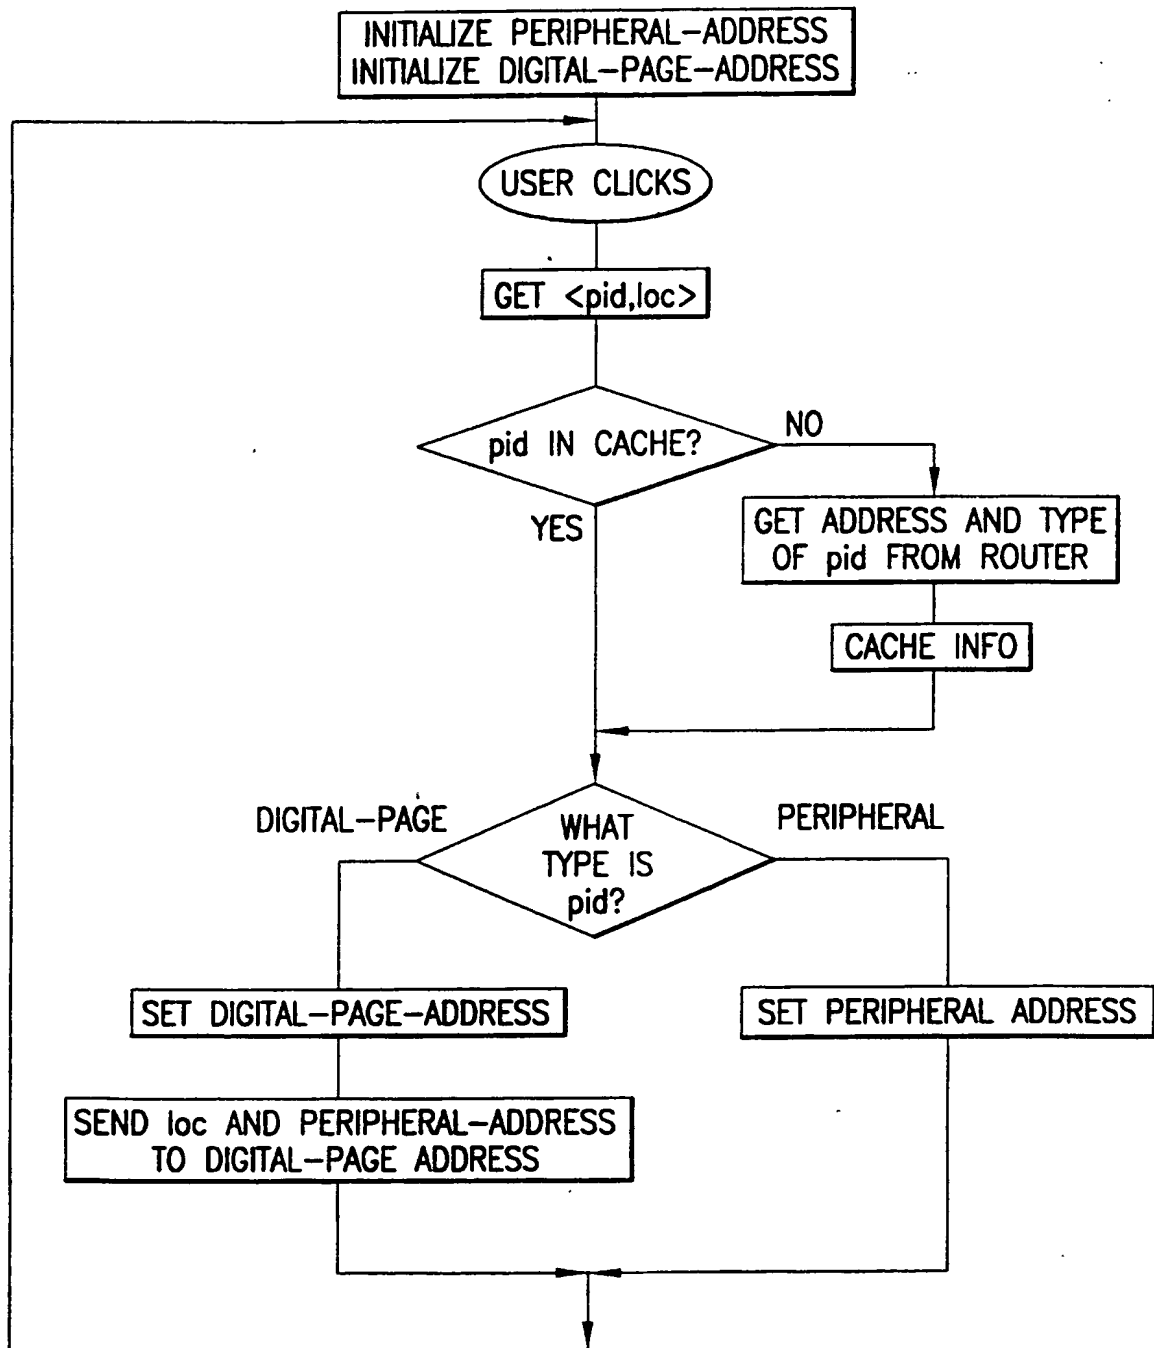 INITIALIZE PERIPHERAL-ADDRESS
INITIALIZE DIGITAL-PAGE-ADDRESS
USER CLICKS
GET <pid,loc>
pid IN CACHE?
NO
YES
GET ADDRESS AND TYPE
OF pid FROM ROUTER
CACHE INFO
DIGITAL-PAGE
WHAT
TYPE IS
pid?
PERIPHERAL
SET DIGITAL-PAGE-ADDRESS
SET PERIPHERAL ADDRESS
SEND loc AND PERIPHERAL-ADDRESS
TO DIGITAL-PAGE ADDRESS